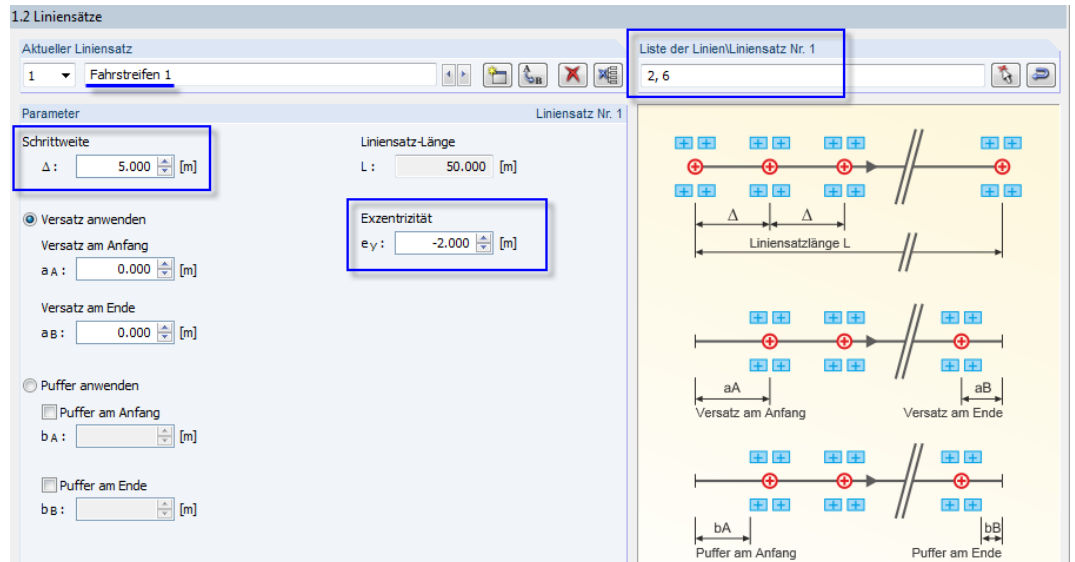 1.2 Liniensätze
Aktueller Liniensatz
1 Fahrstreifen 1
Liste der Linien\Liniensatz Nr. 1
2, 6
Parameter Liniensatz Nr. 1
Schrittweite
Δ: 5.000 [m]
Liniensatz-Länge
L: 50.000 [m]
Versatz anwenden
Versatz am Anfang
aA: 0.000 [m]
Versatz am Ende
aB: 0.000 [m]
Exzentrizität
ey: -2.000 [m]
Puffer anwenden
Puffer am Anfang
bA: [m]
Puffer am Ende
bB: [m]
A B
Δ Δ
Liniensatzlänge L
aA aB
Versatz am Anfang Versatz am Ende
bA bB
Puffer am Anfang Puffer am Ende